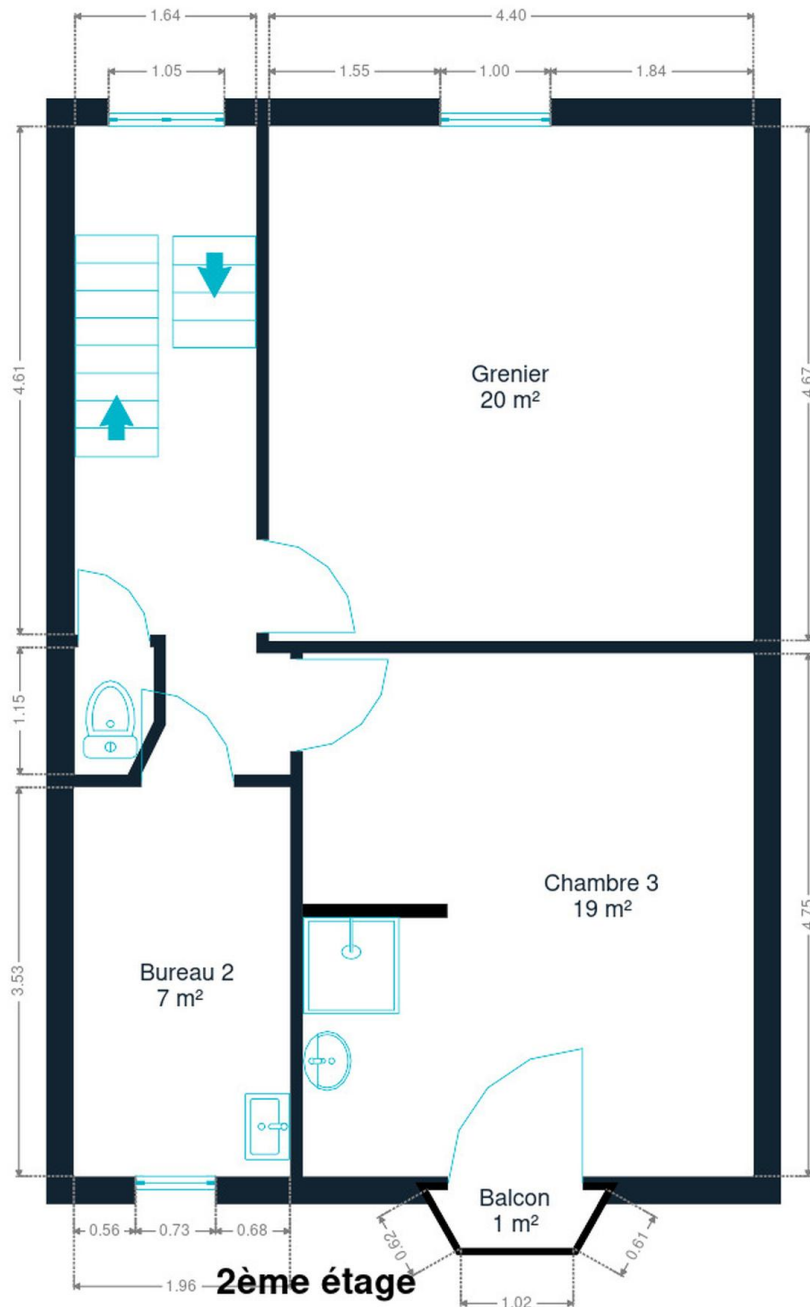 1.64
4.40
1.05
1.55
1.00
1.84
4.61
4.67
Grenier
20 m²
1.15
Chambre 3
19 m²
4.75
3.53
Bureau 2
7 m²
Balcon
1 m²
0.56
0.73
0.68
0.62
0.61
1.96
2ème étage
1.02